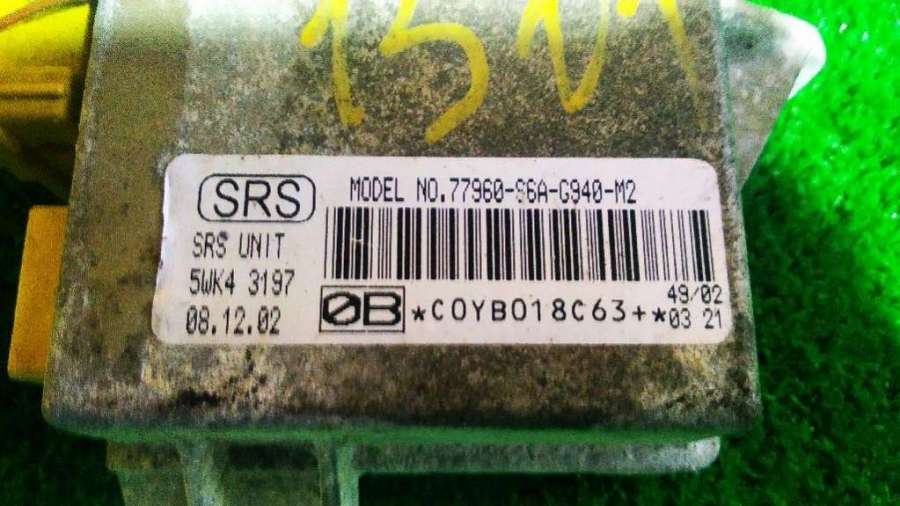 1501
SRS
MODEL NO.77960-S6A-G940-M2
SRS UNIT
5WK4 3197
08.12.02
0B
*C0YB018C63+*
49/02
03 21